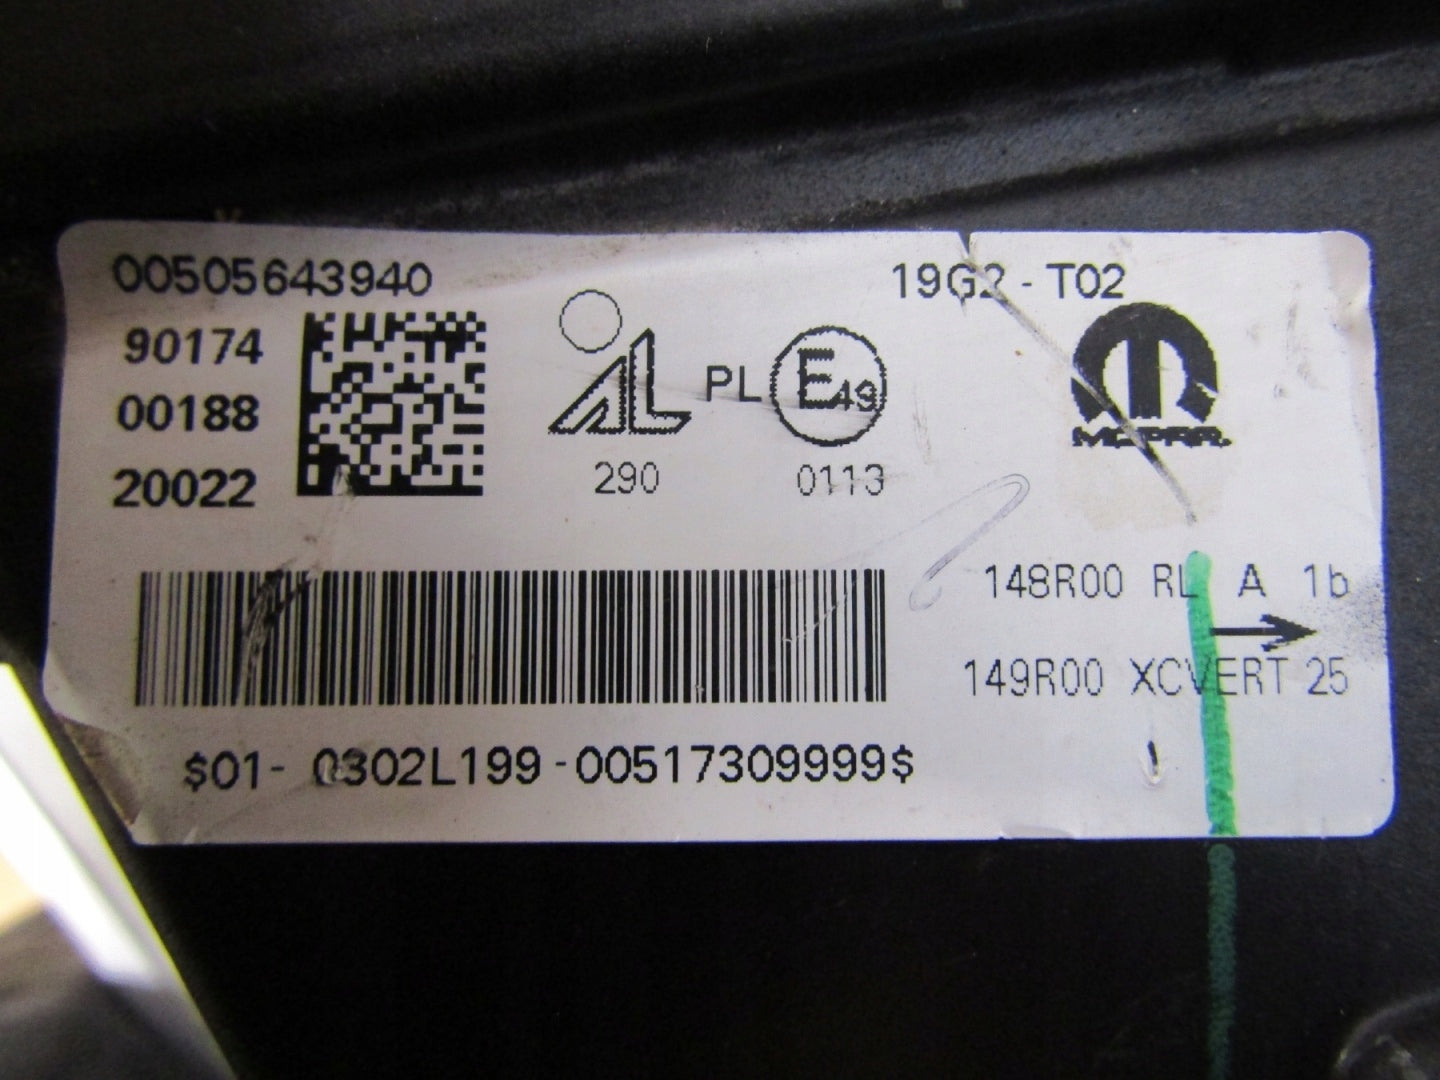 00505643940
19G2 - T02
90174
00188
20022
AL
290
PL
E49
0113
MOPAR.
148R00 RL A 1b
149R00 XCVERT 25
$01- 0302L199 -00517309999$